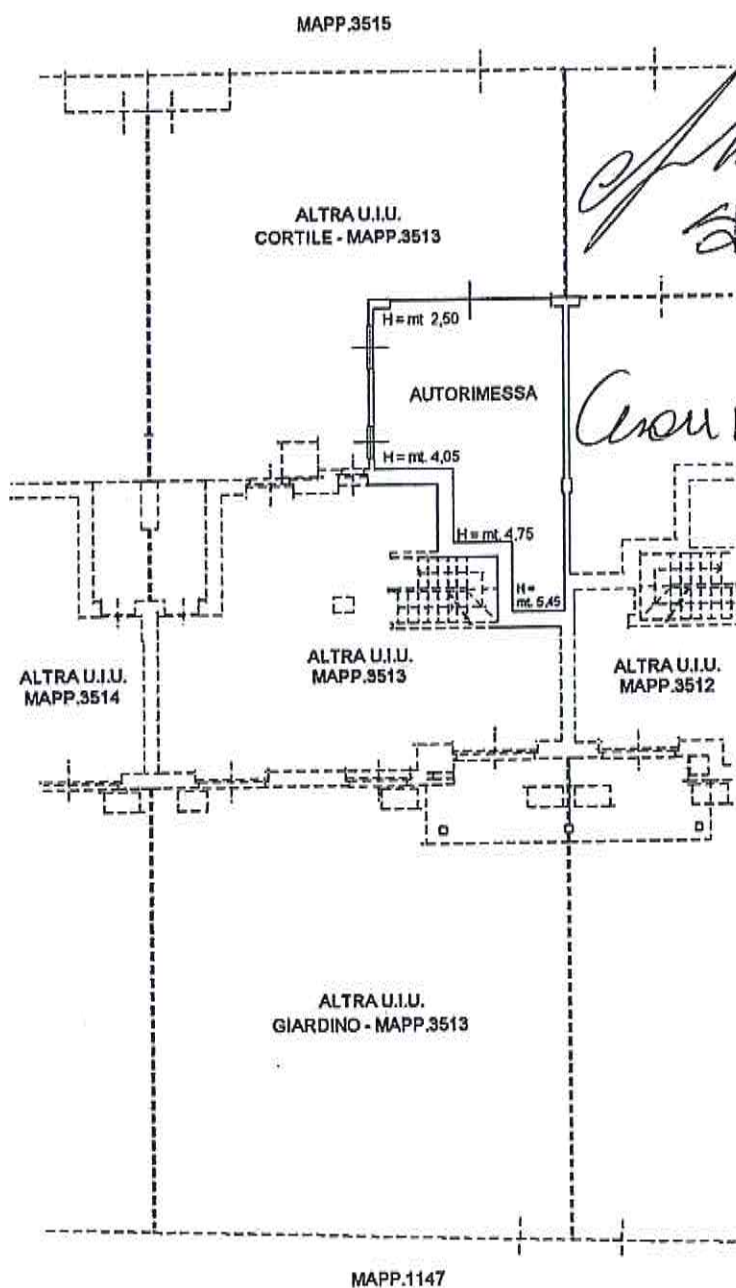 MAPP.3515
ALTRA U.I.U.
CORTILE - MAPP.3513
H = mt 2,50
AUTORIMESSA
H = mt. 4,05
H = mt. 4,75
H =
mt. 5,45
ALTRA U.I.U.
MAPP.3514
ALTRA U.I.U.
MAPP.3513
ALTRA U.I.U.
MAPP.3512
ALTRA U.I.U.
GIARDINO - MAPP.3513
MAPP.1147